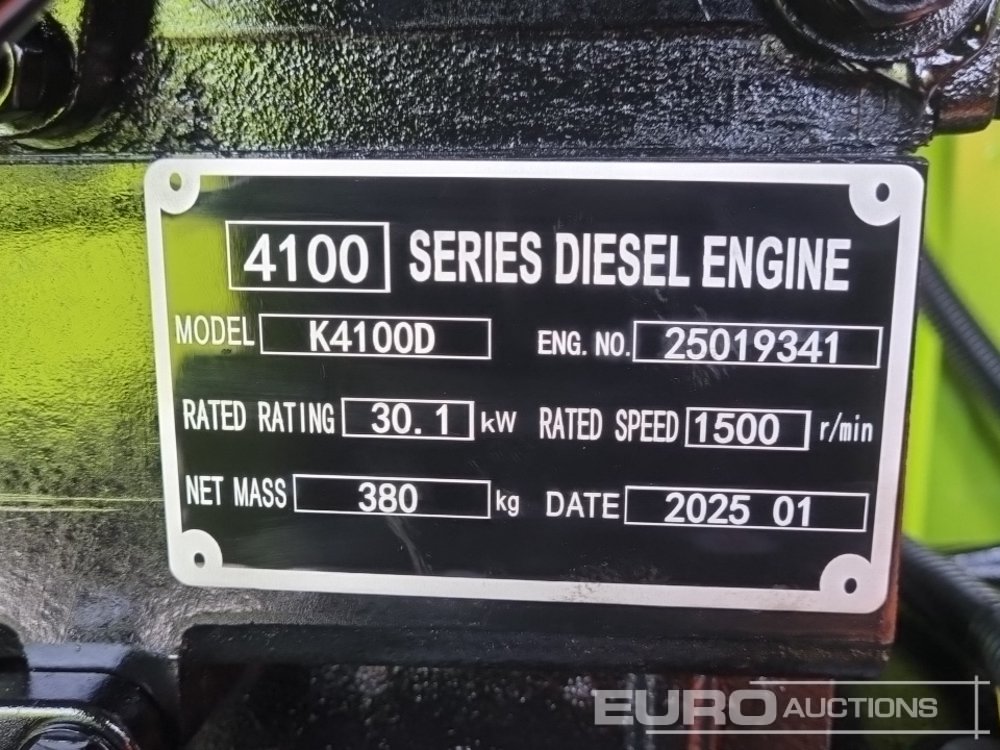 4100 SERIES DIESEL ENGINE
MODEL K4100D ENG. NO. 25019341
RATED RATING 30.1 kW RATED SPEED 1500 r/min
NET MASS 380 kg DATE 2025 01
EURO AUCTIONS